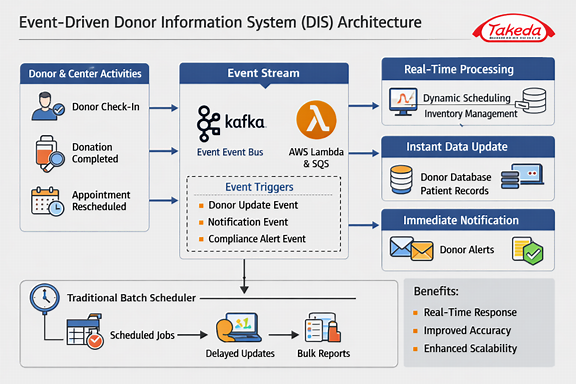 Event-Driven Donor Information System (DIS) Architecture
Takeda
Donor & Center Activities
Donor Check-In
Donation
Completed
Appointment
Rescheduled
Event Stream
kafka
Event Event Bus
AWS Lambda
& SQS
Event Triggers
Donor Update Event
Notification Event
Compliance Alert Event
Real-Time Processing
Dynamic Scheduling
Inventory Management
Instant Data Update
Donor Database
Patient Records
Immediate Notification
Donor Alerts
Traditional Batch Scheduler
Scheduled Jobs
Delayed Updates
Bulk Reports
Benefits:
Real-Time Response
Improved Accuracy
Enhanced Scalability